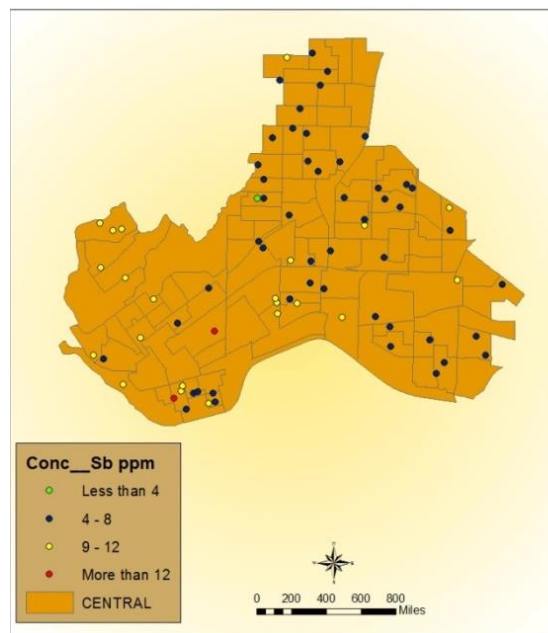 Conc__Sb ppm
Less than 4
4 - 8
9 - 12
More than 12
CENTRAL
0 200 400 600 800
Miles